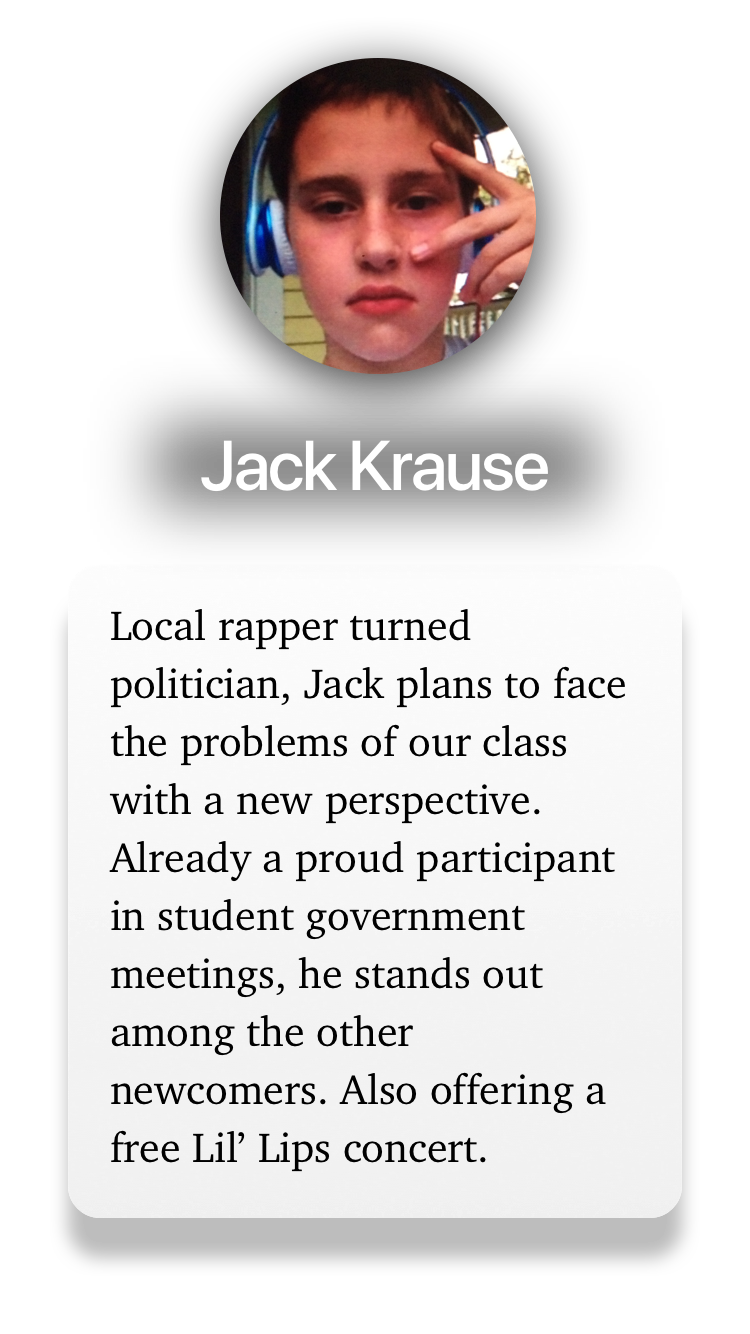 Jack Krause
Local rapper turned
politician, Jack plans to face
the problems of our class
with a new perspective.
Already a proud participant
in student government
meetings, he stands out
among the other
newcomers. Also offering a
free Lil’ Lips concert.